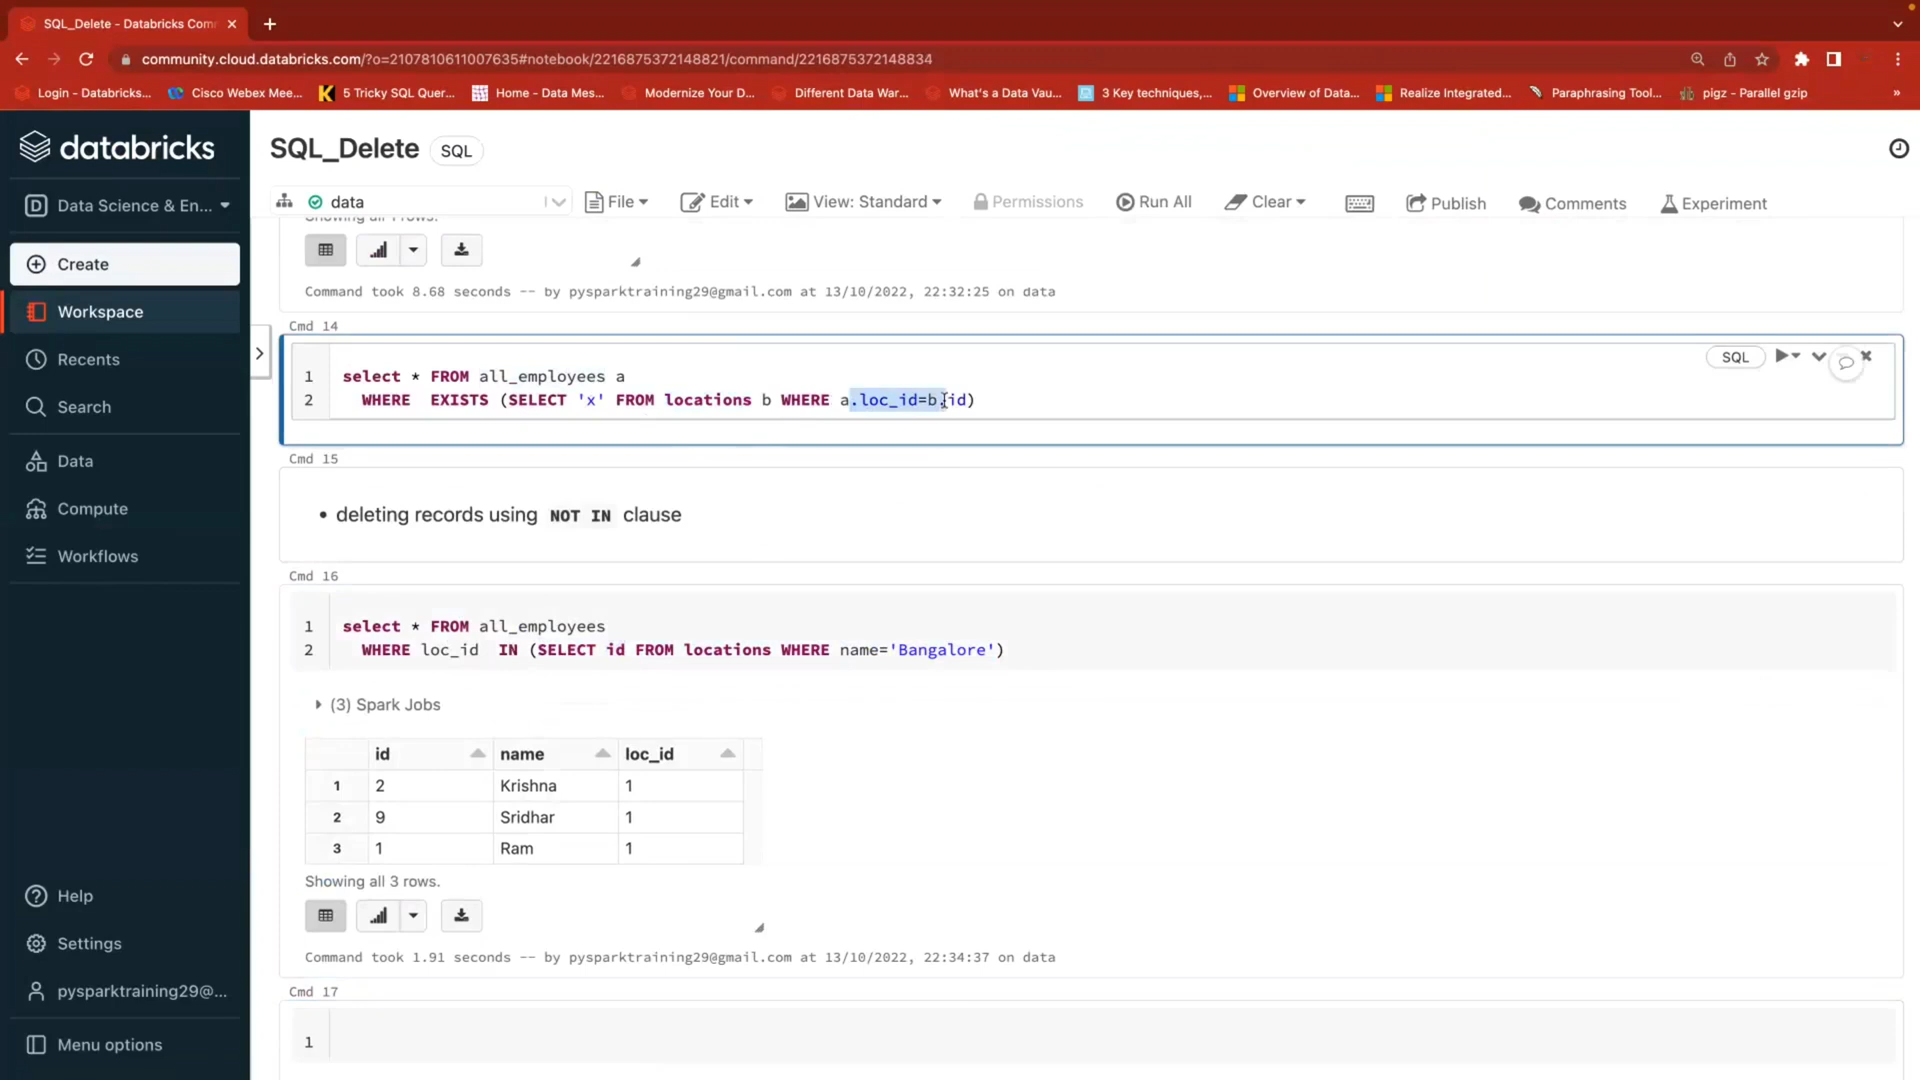 SQL_Delete - Databricks Com
community.cloud.databricks.com/?o=2107810611007635#notebook/2216875372148821/command/2216875372148834
Login - Databricks...
Cisco Webex Mee...
5 Tricky SQL Quer...
Home - Data Mes...
Modernize Your D...
Different Data War...
What's a Data Vau...
3 Key techniques,...
Overview of Data...
Realize Integrated...
Paraphrasing Tool...
pigz - Parallel gzip
»
databricks
Data Science & En...
Create
Workspace
Recents
Search
Data
Compute
Workflows
Help
Settings
pysparktraining29@...
Menu options
SQL_Delete SQL
data
File
Edit
View: Standard
Permissions
Run All
Clear
Publish
Comments
Experiment
Command took 8.68 seconds -- by pysparktraining29@gmail.com at 13/10/2022, 22:32:25 on data
Cmd 14
SQL
1 select * FROM all_employees a
2 WHERE EXISTS (SELECT 'x' FROM locations b WHERE a.loc_id=b.id)
Cmd 15
• deleting records using NOT IN clause
Cmd 16
1 select * FROM all_employees
2 WHERE loc_id IN (SELECT id FROM locations WHERE name='Bangalore')
(3) Spark Jobs
id name loc_id
1 2 Krishna 1
2 9 Sridhar 1
3 1 Ram 1
Showing all 3 rows.
Command took 1.91 seconds -- by pysparktraining29@gmail.com at 13/10/2022, 22:34:37 on data
Cmd 17
1